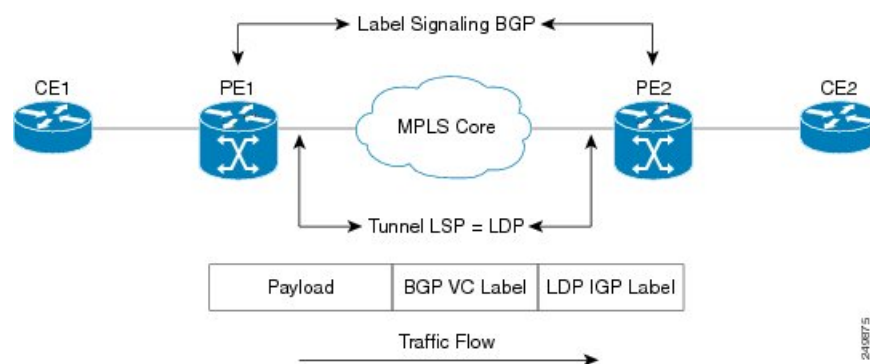 Label Signaling BGP
CE1
PE1
PE2
CE2
MPLS Core
Tunnel LSP = LDP
Payload
BGP VC Label
LDP IGP Label
Traffic Flow
249875